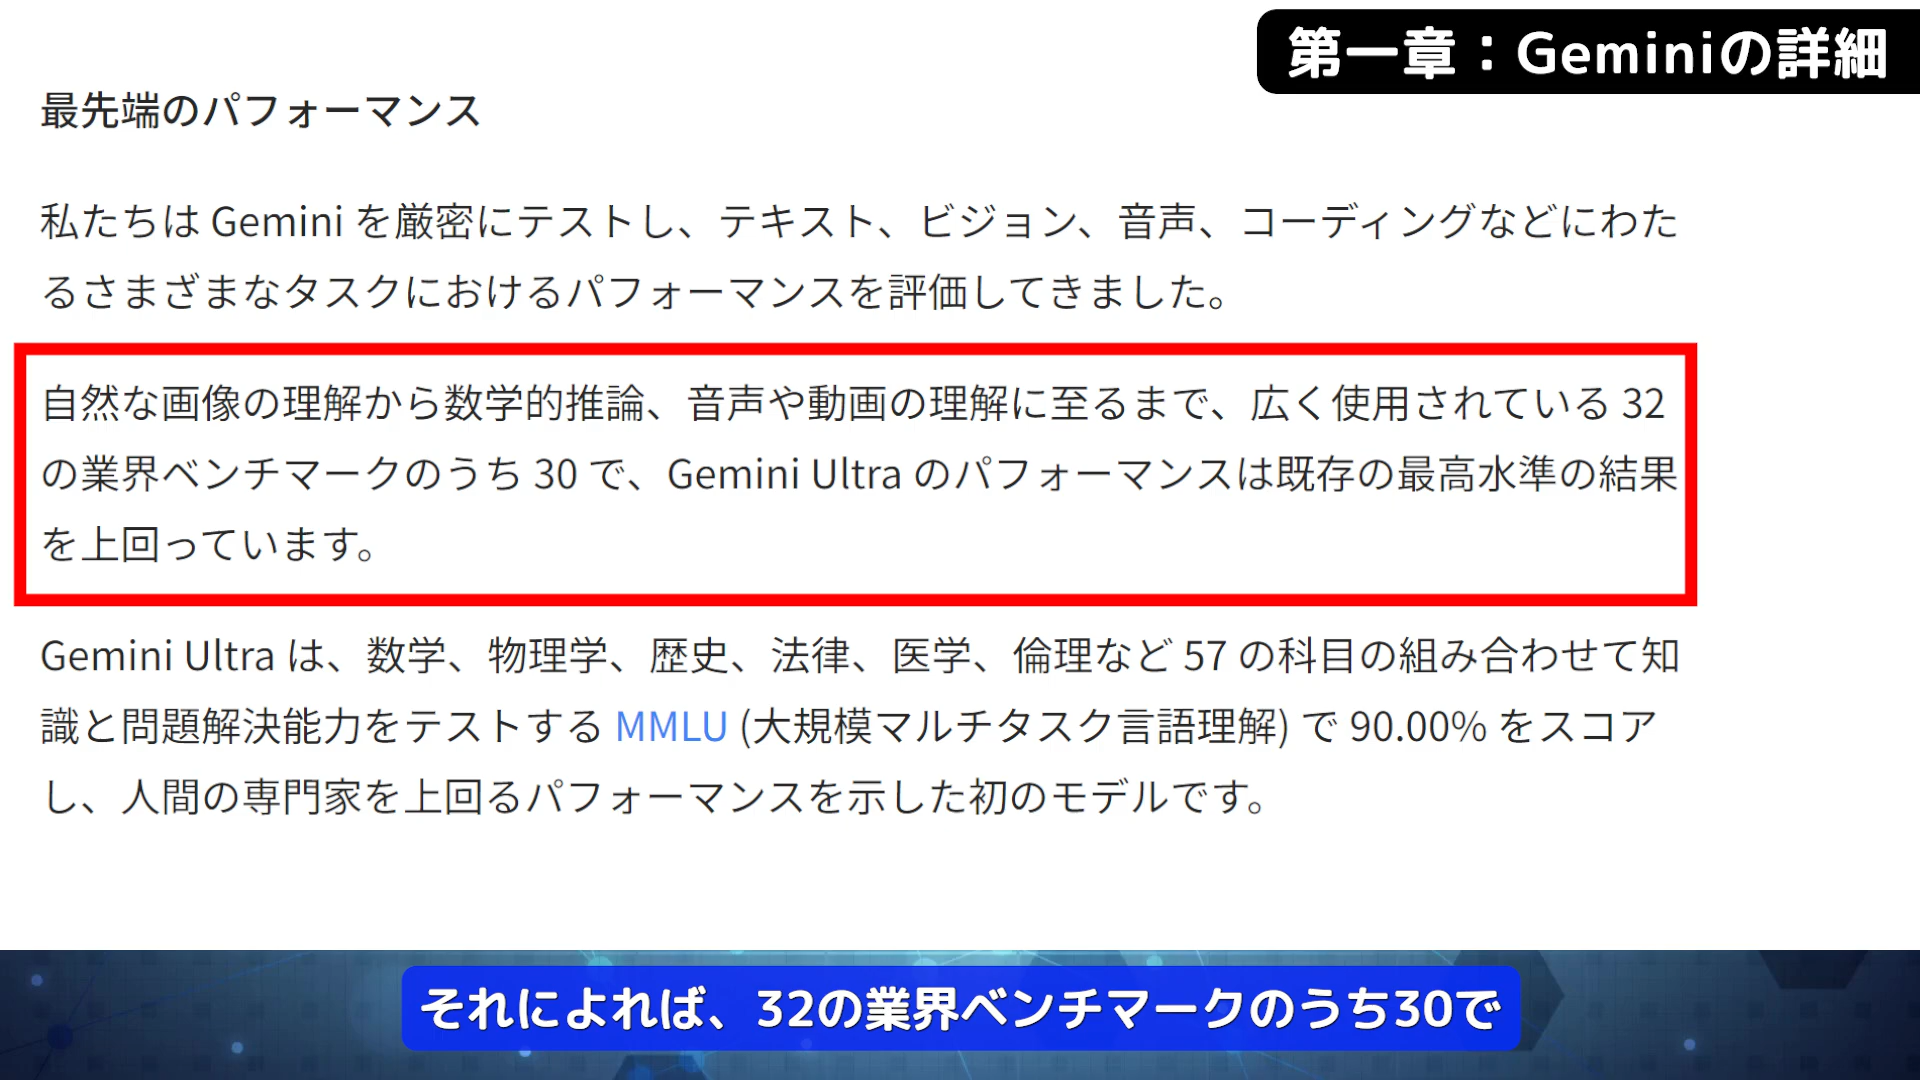 第一章：Geminiの詳細
最先端のパフォーマンス
私たちは Gemini を厳密にテストし、テキスト、ビジョン、音声、コーディングなどにわた
るさまざまなタスクにおけるパフォーマンスを評価してきました。
自然な画像の理解から数学的推論、音声や動画の理解に至るまで、広く使用されている 32
の業界ベンチマークのうち 30 で、Gemini Ultra のパフォーマンスは既存の最高水準の結果
を上回っています。
Gemini Ultra は、数学、物理学、歴史、法律、医学、倫理など 57 の科目の組み合わせて知
識と問題解決能力をテストする MMLU (大規模マルチタスク言語理解) で 90.00% をスコア
し、人間の専門家を上回るパフォーマンスを示した初のモデルです。
それによれば、32の業界ベンチマークのうち30で